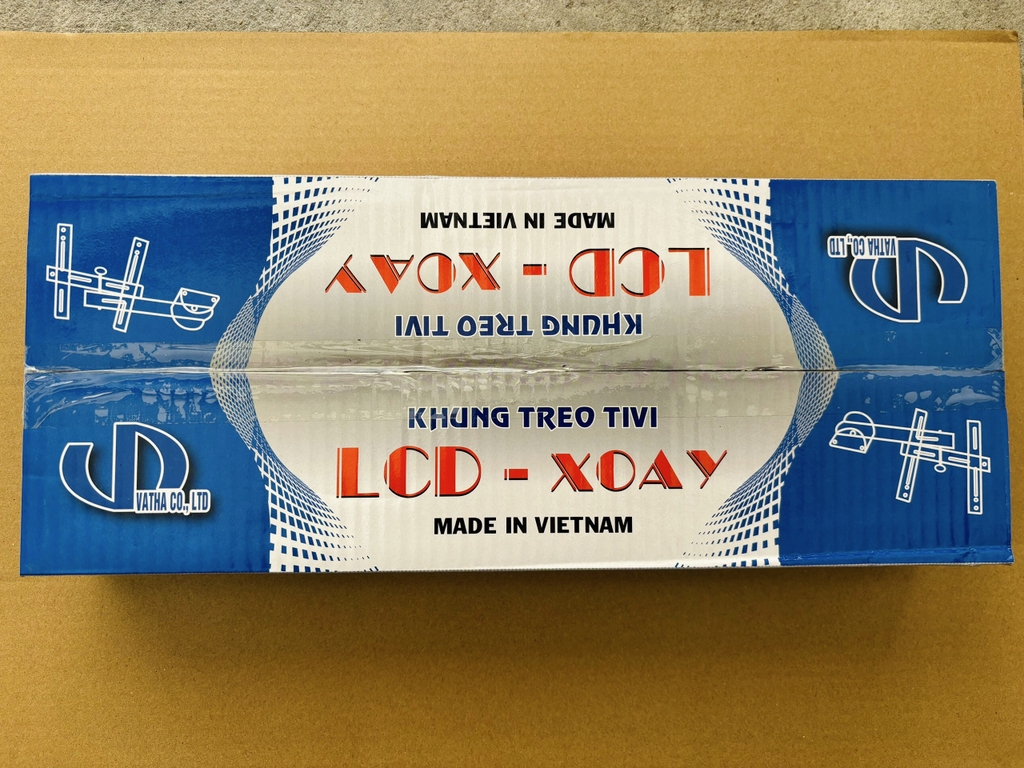 MADE IN VIETNAM
LCD - XOAY
KHUNG TREO TIVI
VATHA CO., LTD
KHUNG TREO TIVI
LCD - XOAY
MADE IN VIETNAM
VATHA CO., LTD